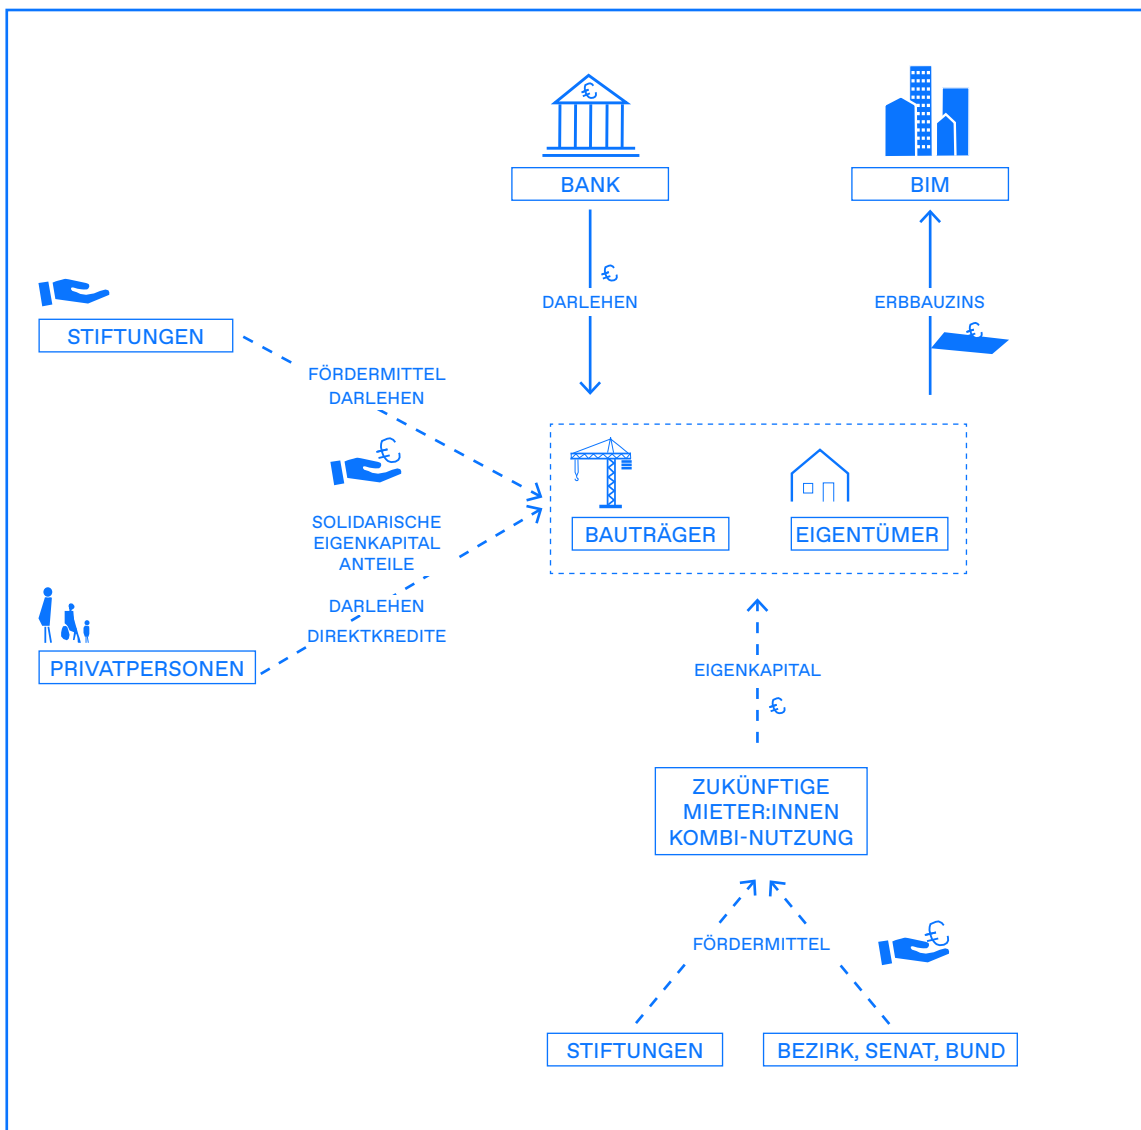 BANK
BIM
€
DARLEHEN
ERBBAUZINS
€
STIFTUNGEN
FÖRDERMITTEL
DARLEHEN
€
SOLIDARISCHE
EIGENKAPITAL
ANTEILE
DARLEHEN
DIREKTKREDITE
PRIVATPERSONEN
BAUTRÄGER
EIGENTÜMER
EIGENKAPITAL
€
ZUKÜNFTIGE
MIETER:INNEN
KOMBI-NUTZUNG
FÖRDERMITTEL
€
STIFTUNGEN
BEZIRK, SENAT, BUND